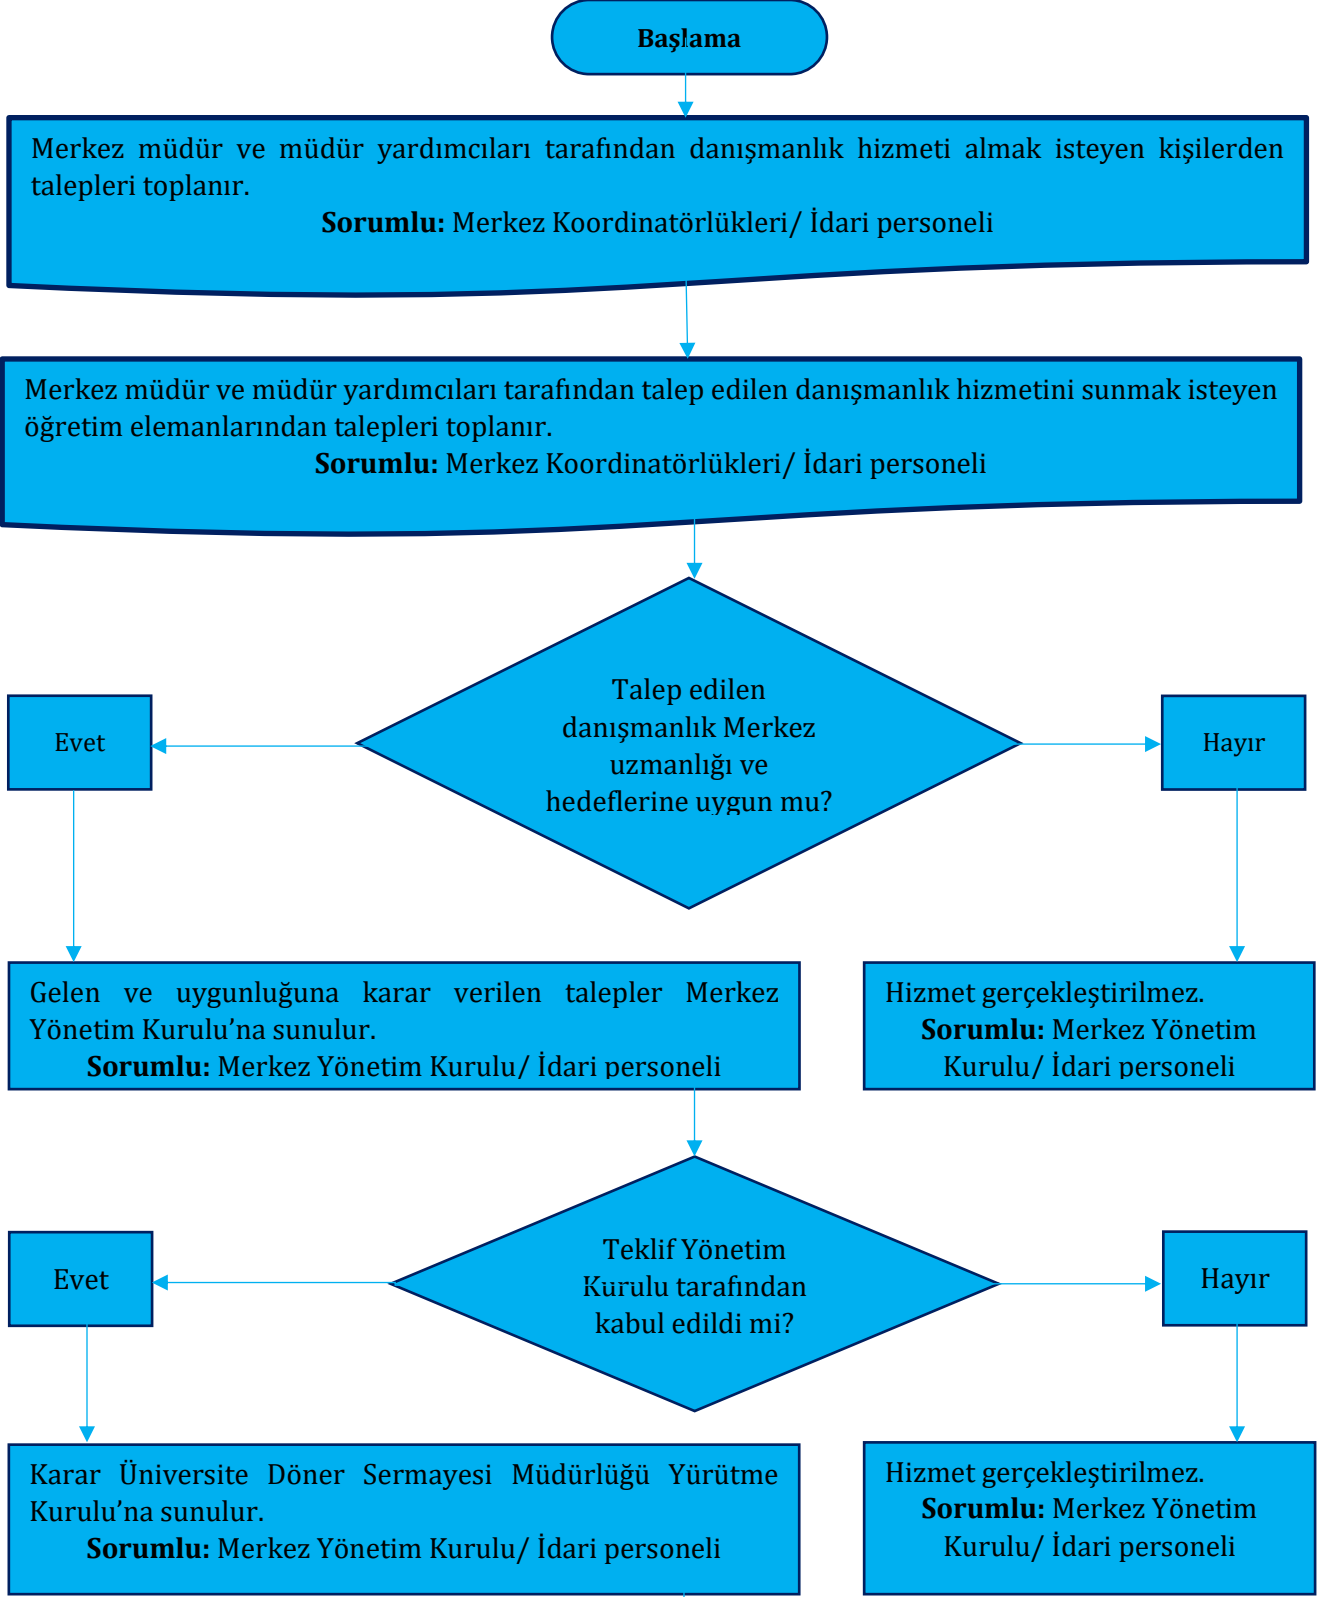 Başlama
Merkez müdür ve müdür yardımcıları tarafından danışmanlık hizmeti almak isteyen kişilerden
talepleri toplanır.
Sorumlu: Merkez Koordinatörlükleri/ İdari personeli
Merkez müdür ve müdür yardımcıları tarafından talep edilen danışmanlık hizmetini sunmak isteyen
öğretim elemanlarından talepleri toplanır.
Sorumlu: Merkez Koordinatörlükleri/ İdari personeli
Talep edilen
danışmanlık Merkez
uzmanlığı ve
hedeflerine uygun mu?
Evet
Hayır
Gelen ve uygunluğuna karar verilen talepler Merkez
Yönetim Kurulu’na sunulur.
Sorumlu: Merkez Yönetim Kurulu/ İdari personeli
Hizmet gerçekleştirilmez.
Sorumlu: Merkez Yönetim
Kurulu/ İdari personeli
Teklif Yönetim
Kurulu tarafından
kabul edildi mi?
Evet
Hayır
Karar Üniversite Döner Sermayesi Müdürlüğü Yürütme
Kurulu’na sunulur.
Sorumlu: Merkez Yönetim Kurulu/ İdari personeli
Hizmet gerçekleştirilmez.
Sorumlu: Merkez Yönetim
Kurulu/ İdari personeli